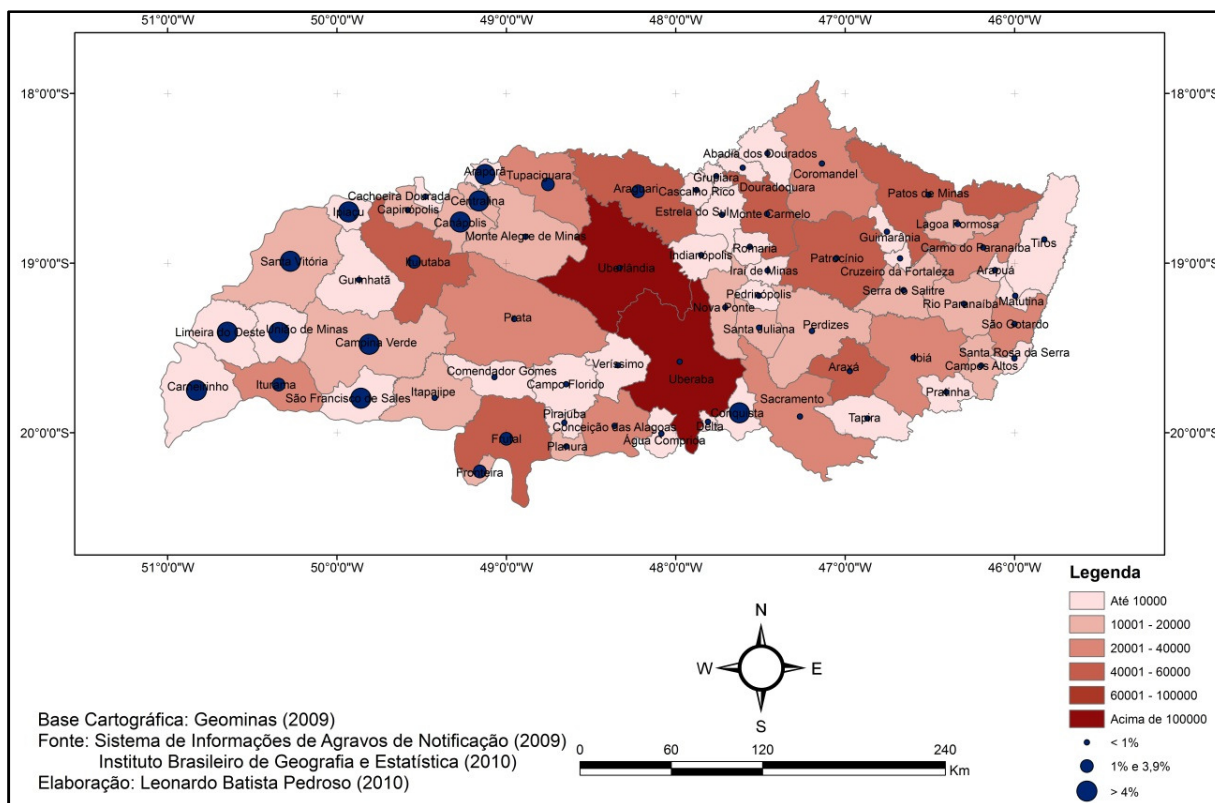 51°0'0"W 50°0'0"W 49°0'0"W 48°0'0"W 47°0'0"W 46°0'0"W
18°0'0"S 18°0'0"S
Abadia dos Dourados
Araporã
Tupaciguara
Grupiara
Coromandel
Cachoeira Dourada
Araguari
Cascalho Rico
Douradoquara
Patos de Minas
Centralina
Ipiaçu
Capinópolis
Estrela do Sul
Monte Carmelo
Lagoa Formosa
Canápolis
Monte Alegre de Minas
Guimarânia
Carmo do Paranaíba
Tiros
Romaria
19°0'0"S 19°0'0"S
Santa Vitória
Ituiutaba
Indianópolis
Patrocínio
Uberlândia
Iraí de Minas
Cruzeiro da Fortaleza
Arapuá
Gurinhatã
Serra do Salitre
Pedrinópolis
Rio Paranaíba
Matutina
Nova Ponte
Prata
São Gotardo
Limeira do Oeste
União de Minas
Santa Juliana
Perdizes
Campina Verde
Santa Rosa da Serra
Ibiá
Veríssimo
Araxá
Campos Altos
Comendador Gomes
Uberaba
Carneirinho
Iturama
Campo Florido
Itapajipe
Sacramento
Pratinha
São Francisco de Sales
Pirajuba
Conquista
Tapira
Conceição das Alagoas
Delta
20°0'0"S 20°0'0"S
Frutal
Planura
Água Comprida
Fronteira
51°0'0"W 50°0'0"W 49°0'0"W 48°0'0"W 47°0'0"W 46°0'0"W
Legenda
Até 10000
10001 - 20000
20001 - 40000
40001 - 60000
60001 - 100000
Acima de 100000
< 1%
1% e 3,9%
> 4%
N
W E
S
0 60 120 240
Km
Base Cartográfica: Geominas (2009)
Fonte: Sistema de Informações de Agravos de Notificação (2009)
Instituto Brasileiro de Geografia e Estatística (2010)
Elaboração: Leonardo Batista Pedroso (2010)